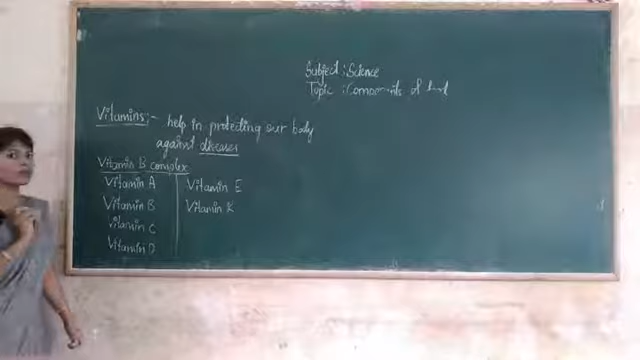 Subject : Science
Topic : Components of food
Vitamins :- help in protecting our body
against diseases
Vitamin B complex
Vitamin A
Vitamin B
Vitamin C
Vitamin D
Vitamin E
Vitamin K